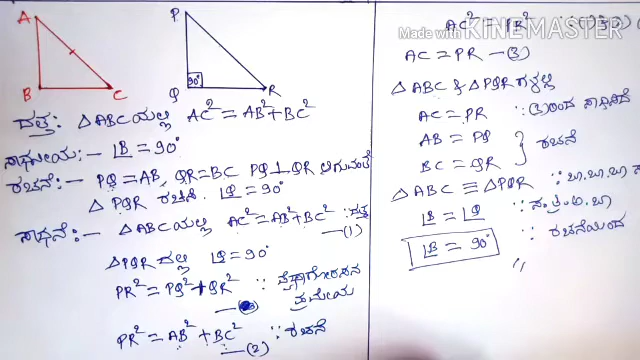 A
B
C
P
Q
90°
R
ದತ್ತ: △ABC ಯಲ್ಲಿ AC² = AB² + BC²
ಸಾಧನೀಯ: - ∠B = 90°
ರಚನೆ: - PQ = AB, QR = BC PQ ⊥ QR ಆಗುವಂತೆ
△PQR ರಚಿಸಿ ∠Q = 90°
ಸಾಧನೆ: - △ABC ಯಲ್ಲಿ AC² = AB² + BC² ∵ ದತ್ತ
—(1)
△PQR ದಲ್ಲಿ ∠Q = 90°
PR² = PQ² + QR² ∵ ಪೈಥಾಗೋರಸನ
ಪ್ರಮೇಯ
PR² = AB² + BC² ∵ ರಚನೆ
—(2)
Made with KINEMASTER
AC² = PR²
AC = PR —(3)
△ABC & △PQR ಗಳಲ್ಲಿ
AC = PR ∵ (3) ರಿಂದ ಸಾಧಿಸಿದೆ
AB = PQ
BC = QR } ರಚನೆ
△ABC ≅ △PQR ∵ ಬಾ.ಬಾ.ಬಾ
∠B = ∠Q ∵ ಸ.ತ್ರಿ.ಅ.ಬಾ
∠B = 90° ∵ ರಚನೆಯಿಂದ